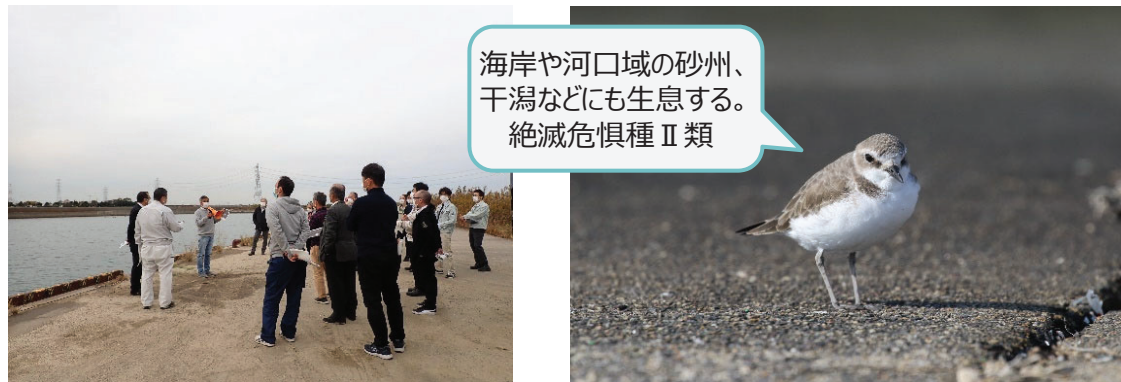 海岸や河口域の砂州、
干潟などにも生息する。
絶滅危惧種Ⅱ類